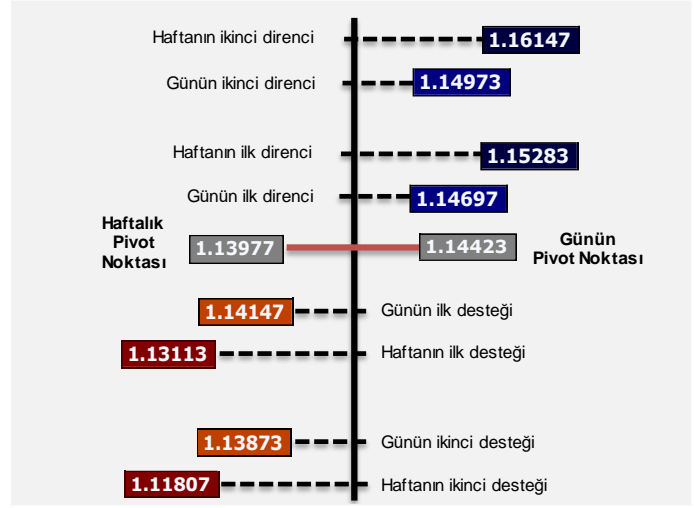 Haftanın ikinci direnci 1.16147
Günün ikinci direnci 1.14973
Haftanın ilk direnci 1.15283
Günün ilk direnci 1.14697
Haftalık
Pivot
Noktası
1.13977
1.14423
Günün
Pivot Noktası
1.14147 Günün ilk desteği
1.13113 Haftanın ilk desteği
1.13873 Günün ikinci desteği
1.11807 Haftanın ikinci desteği